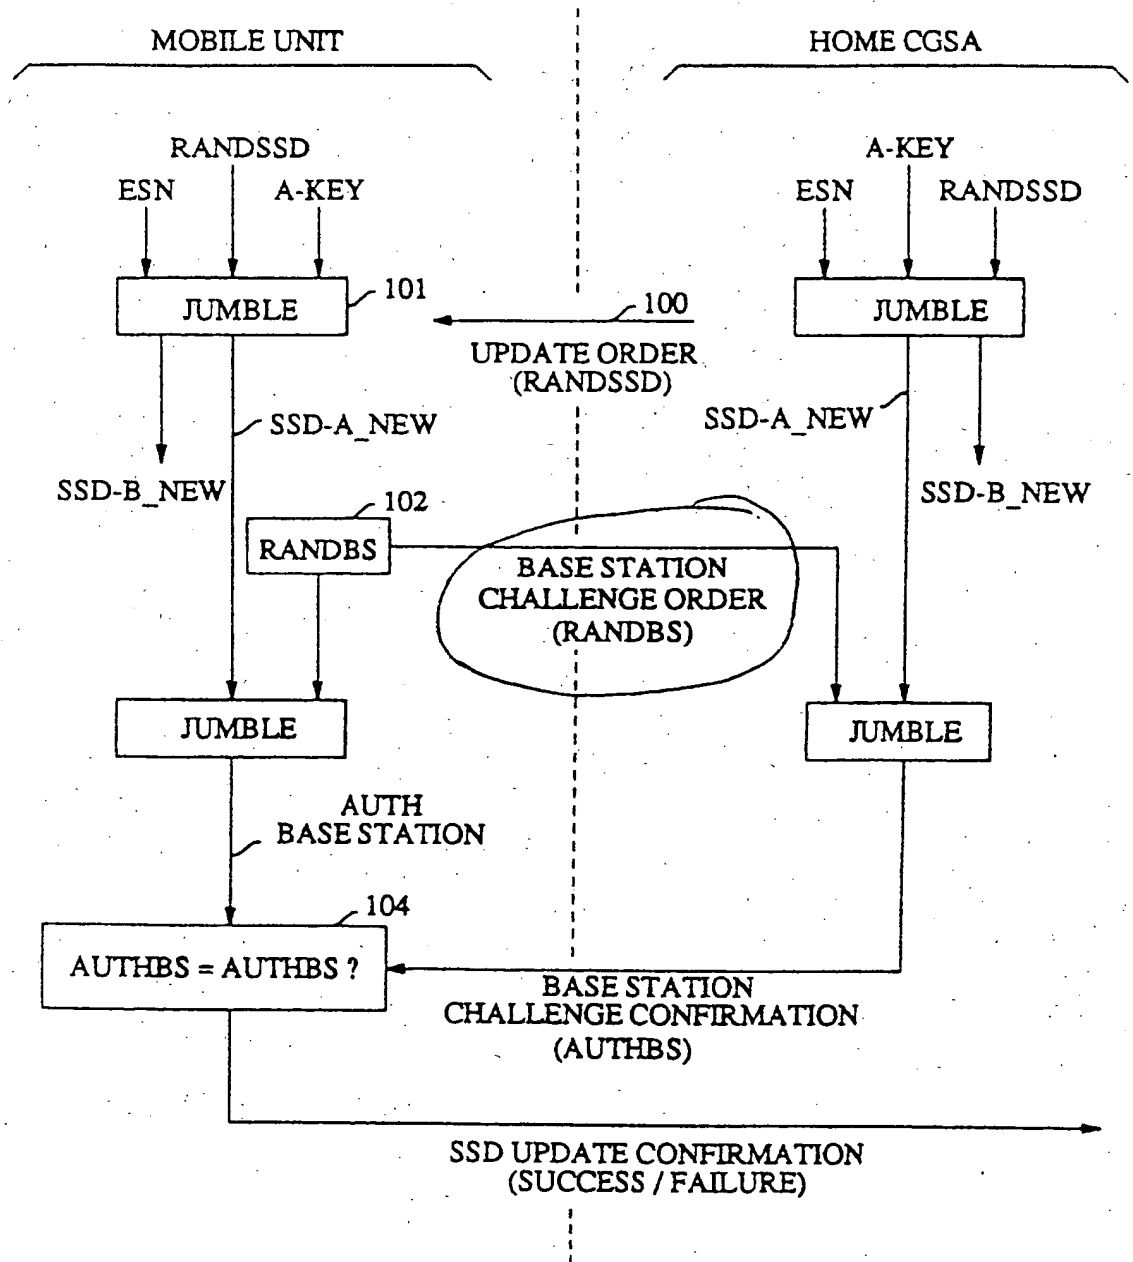 MOBILE UNIT
HOME CGSA
RANDSSD
ESN
A-KEY
A-KEY
ESN
RANDSSD
JUMBLE
101
100
JUMBLE
UPDATE ORDER
(RANDSSD)
SSD-A_NEW
SSD-A_NEW
SSD-B_NEW
SSD-B_NEW
102
RANDBS
BASE STATION
CHALLENGE ORDER
(RANDBS)
JUMBLE
JUMBLE
AUTH
BASE STATION
104
AUTHBS = AUTHBS ?
BASE STATION
CHALLENGE CONFIRMATION
(AUTHBS)
SSD UPDATE CONFIRMATION
(SUCCESS / FAILURE)